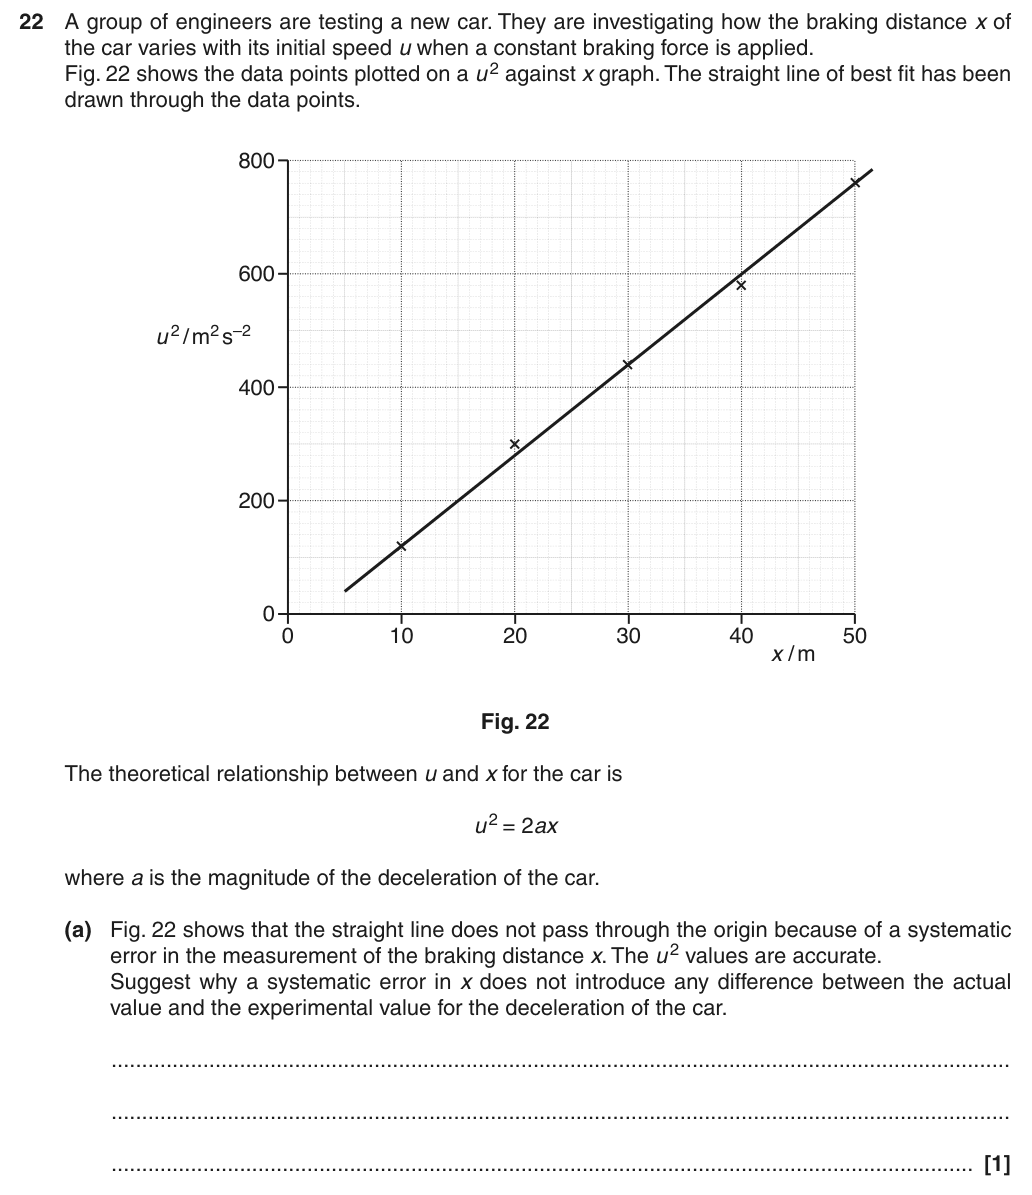 22 A group of engineers are testing a new car. They are investigating how the braking distance x of
the car varies with its initial speed u when a constant braking force is applied.
Fig. 22 shows the data points plotted on a u² against x graph. The straight line of best fit has been
drawn through the data points.
800
600
u²/m²s⁻²
400
200
0
0 10 20 30 40 50
x/m
Fig. 22
The theoretical relationship between u and x for the car is
u² = 2ax
where a is the magnitude of the deceleration of the car.
(a) Fig. 22 shows that the straight line does not pass through the origin because of a systematic
error in the measurement of the braking distance x. The u² values are accurate.
Suggest why a systematic error in x does not introduce any difference between the actual
value and the experimental value for the deceleration of the car.
[1]